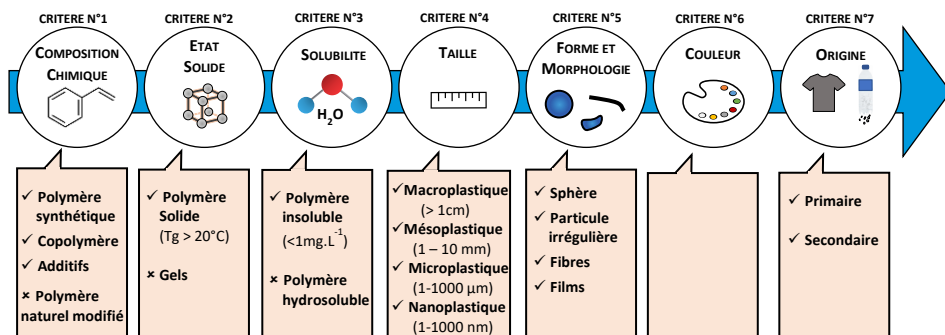 CRITERE N°1
COMPOSITION
CHIMIQUE
CRITERE N°2
ETAT
SOLIDE
CRITERE N°3
SOLUBILITE
H2O
CRITERE N°4
TAILLE
CRITERE N°5
FORME ET
MORPHOLOGIE
CRITERE N°6
COULEUR
CRITERE N°7
ORIGINE
✓ Polymère
synthétique
✓ Copolymère
✓ Additifs
× Polymère
naturel modifié
✓ Polymère
Solide
(Tg > 20°C)
× Gels
✓ Polymère
insoluble
(<1mg.L-1)
× Polymère
hydrosoluble
✓ Macroplastique
(> 1cm)
✓ Mésoplastique
(1 – 10 mm)
✓ Microplastique
(1-1000 µm)
✓ Nanoplastique
(1-1000 nm)
✓ Sphère
✓ Particule
irrégulière
✓ Fibres
✓ Films
✓ Primaire
✓ Secondaire